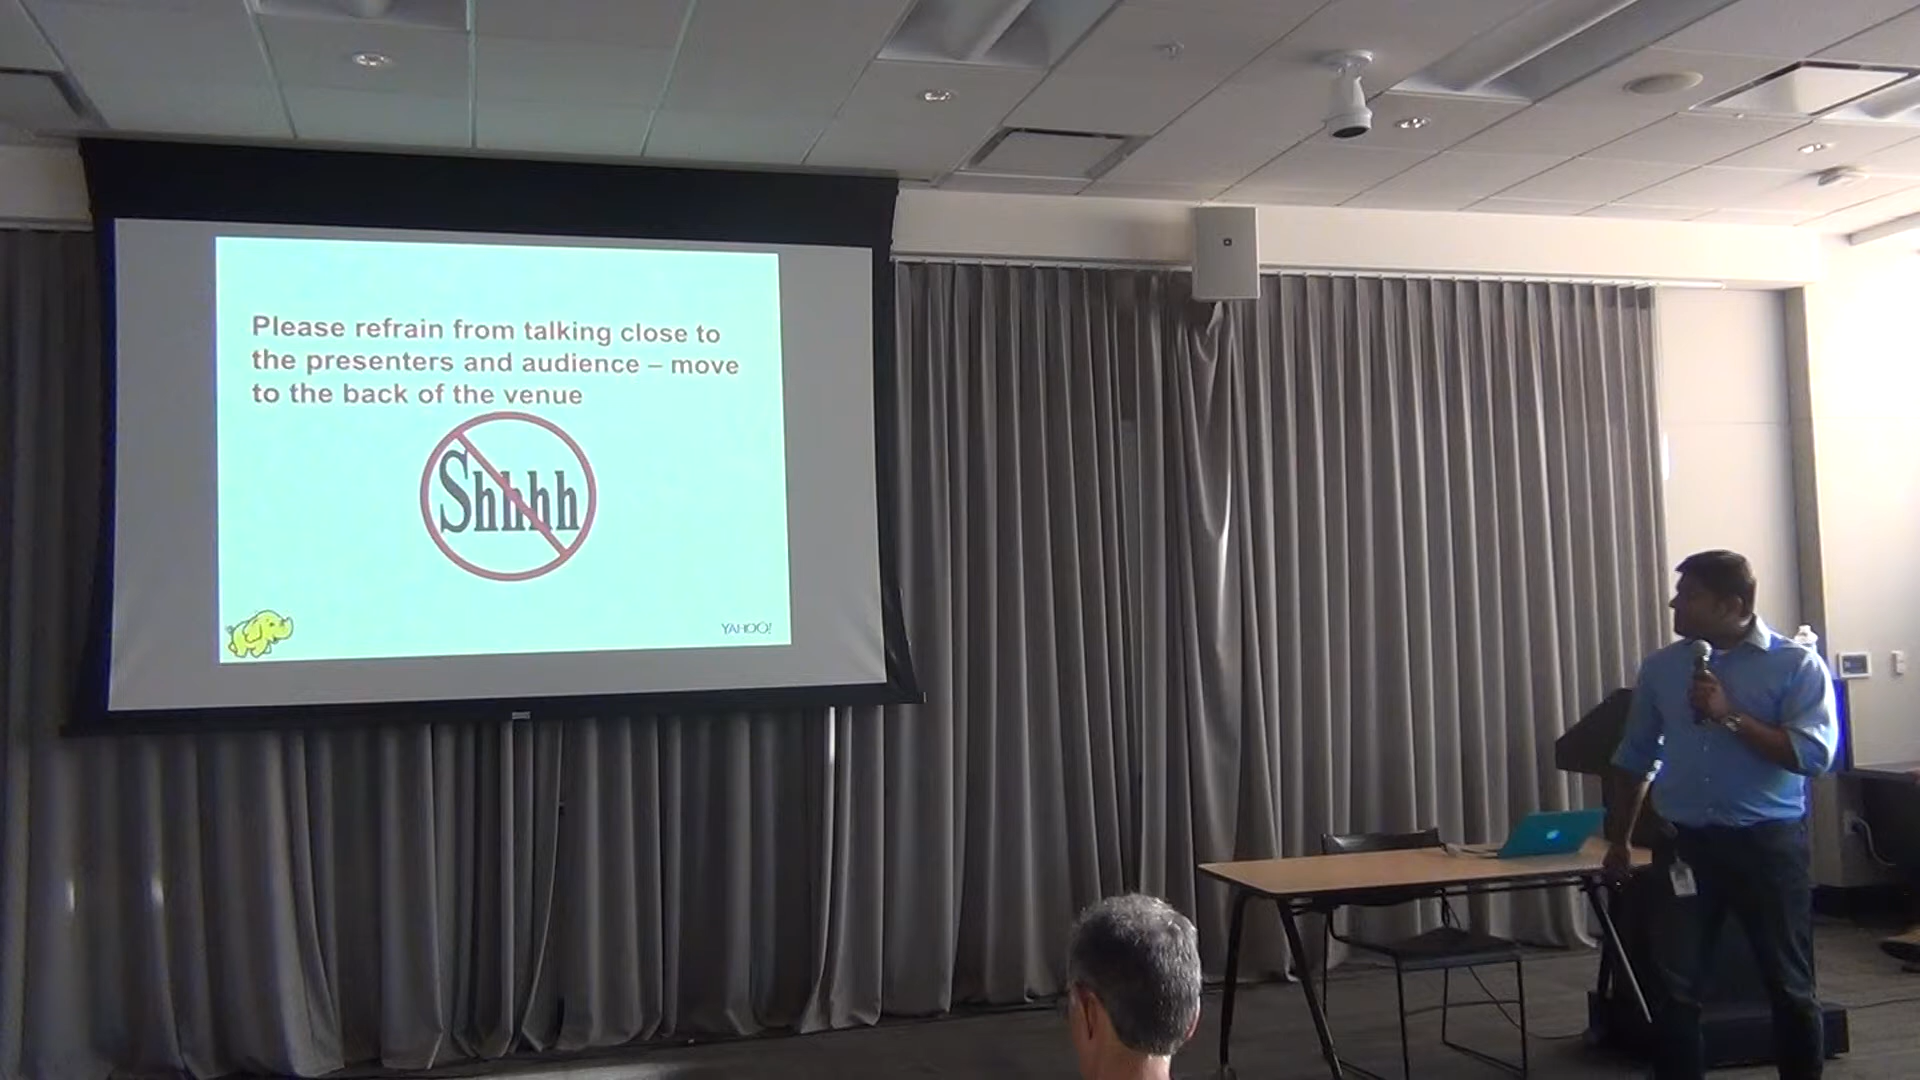 Please refrain from talking close to
the presenters and audience – move
to the back of the venue
Shhhh
YAHOO!